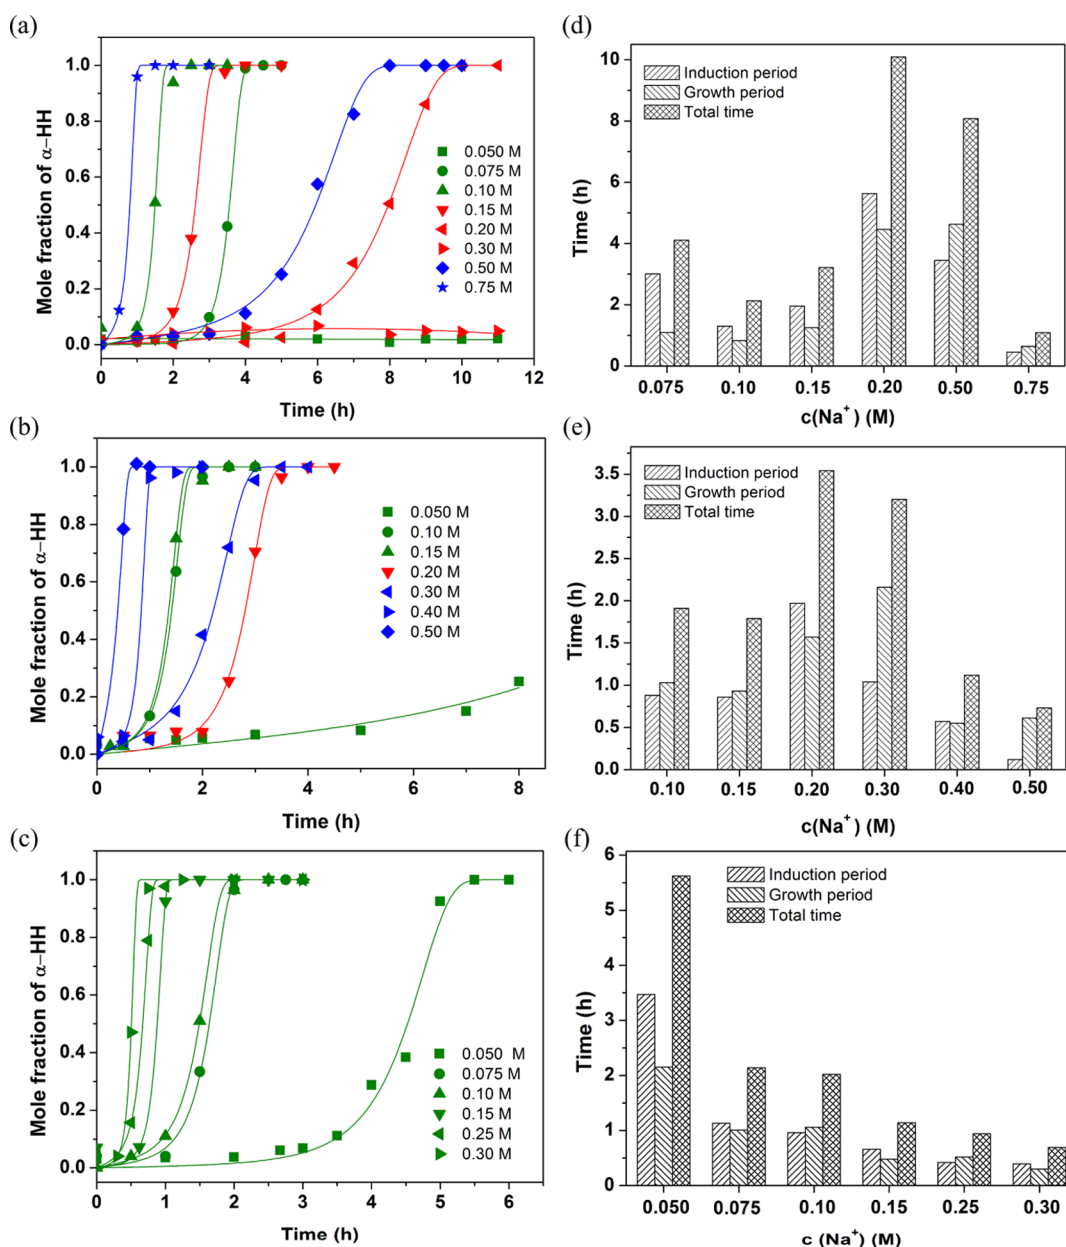 (a)
1.0
0.8
0.6
0.4
0.2
0.0
Mole fraction of α−HH
0.050 M
0.075 M
0.10 M
0.15 M
0.20 M
0.30 M
0.50 M
0.75 M
0 2 4 6 8 10 12
Time (h)
(d)
10
8
6
4
2
0
Time (h)
Induction period
Growth period
Total time
0.075 0.10 0.15 0.20 0.50 0.75
c(Na⁺) (M)
(b)
1.0
0.8
0.6
0.4
0.2
0.0
Mole fraction of α−HH
0.050 M
0.10 M
0.15 M
0.20 M
0.30 M
0.40 M
0.50 M
0 2 4 6 8
Time (h)
(e)
3.5
3.0
2.5
2.0
1.5
1.0
0.5
0.0
Time (h)
Induction period
Growth period
Total time
0.10 0.15 0.20 0.30 0.40 0.50
c(Na⁺) (M)
(c)
1.0
0.8
0.6
0.4
0.2
0.0
Mole fraction of α−HH
0.050 M
0.075 M
0.10 M
0.15 M
0.25 M
0.30 M
0 1 2 3 4 5 6
Time (h)
(f)
6
5
4
3
2
1
0
Time (h)
Induction period
Growth period
Total time
0.050 0.075 0.10 0.15 0.25 0.30
c (Na⁺) (M)